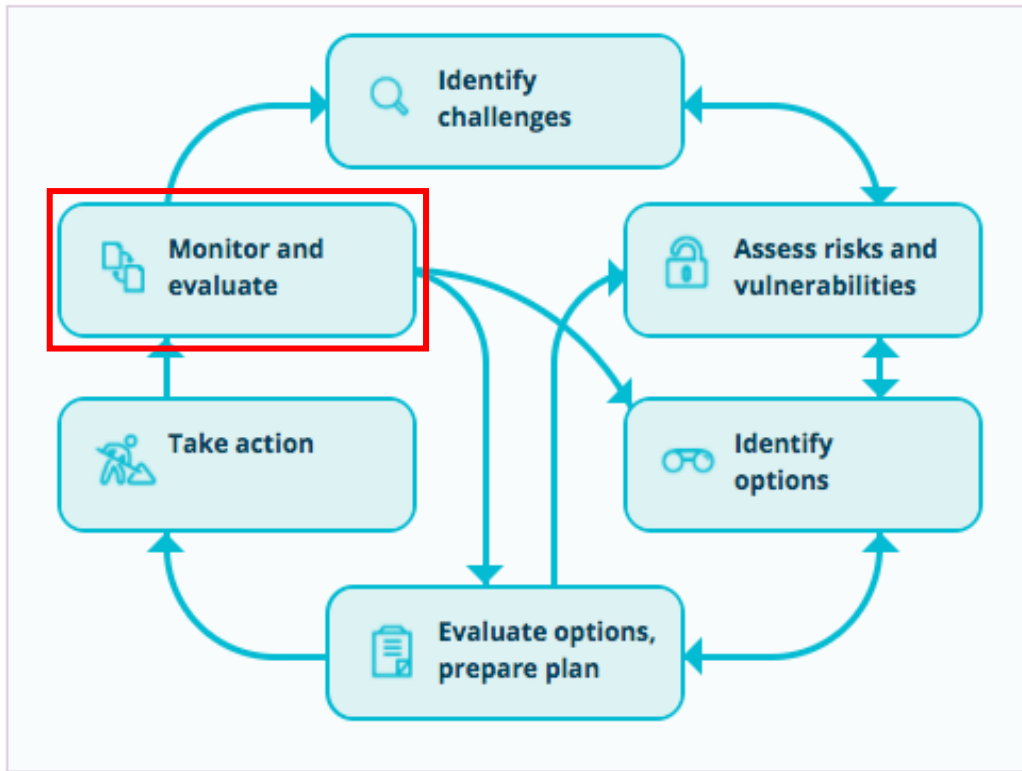 Identify
challenges
Monitor and
evaluate
Assess risks and
vulnerabilities
Take action
Identify
options
Evaluate options,
prepare plan